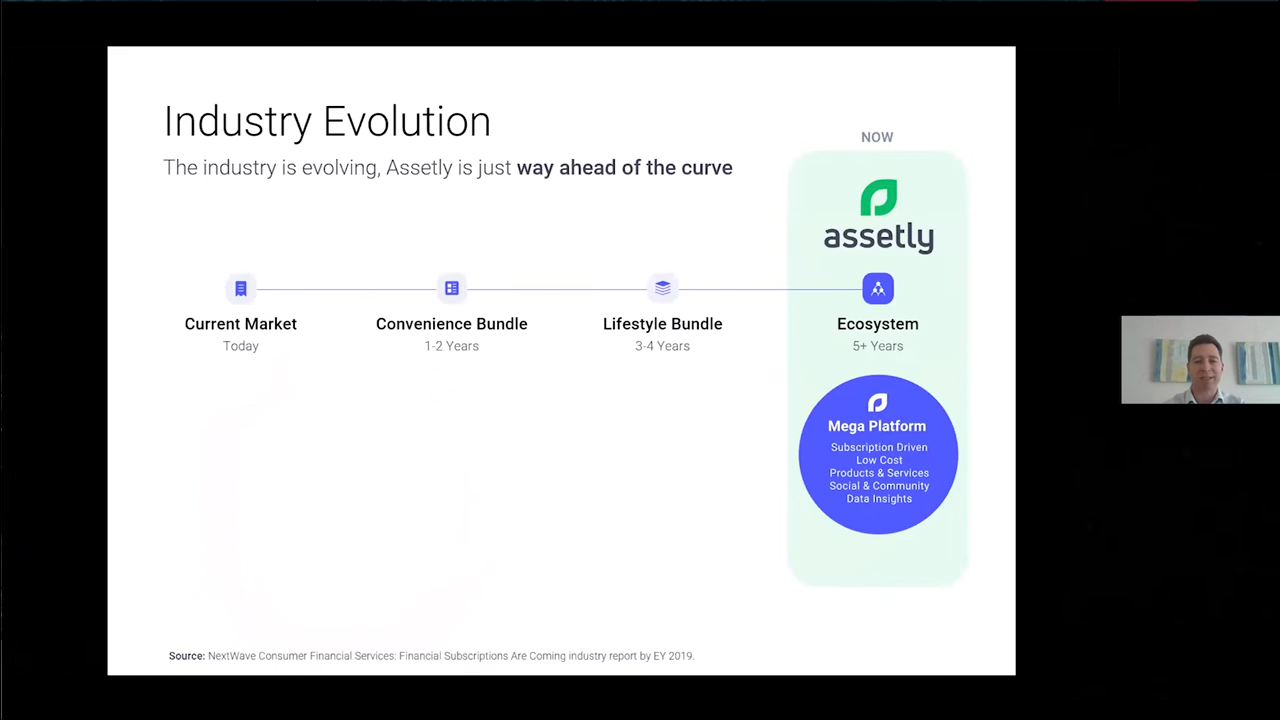 Industry Evolution
The industry is evolving, Assetly is just way ahead of the curve
NOW
assetly
Current Market
Today
Convenience Bundle
1-2 Years
Lifestyle Bundle
3-4 Years
Ecosystem
5+ Years
Mega Platform
Subscription Driven
Low Cost
Products & Services
Social & Community
Data Insights
Source: NextWave Consumer Financial Services: Financial Subscriptions Are Coming industry report by EY 2019.